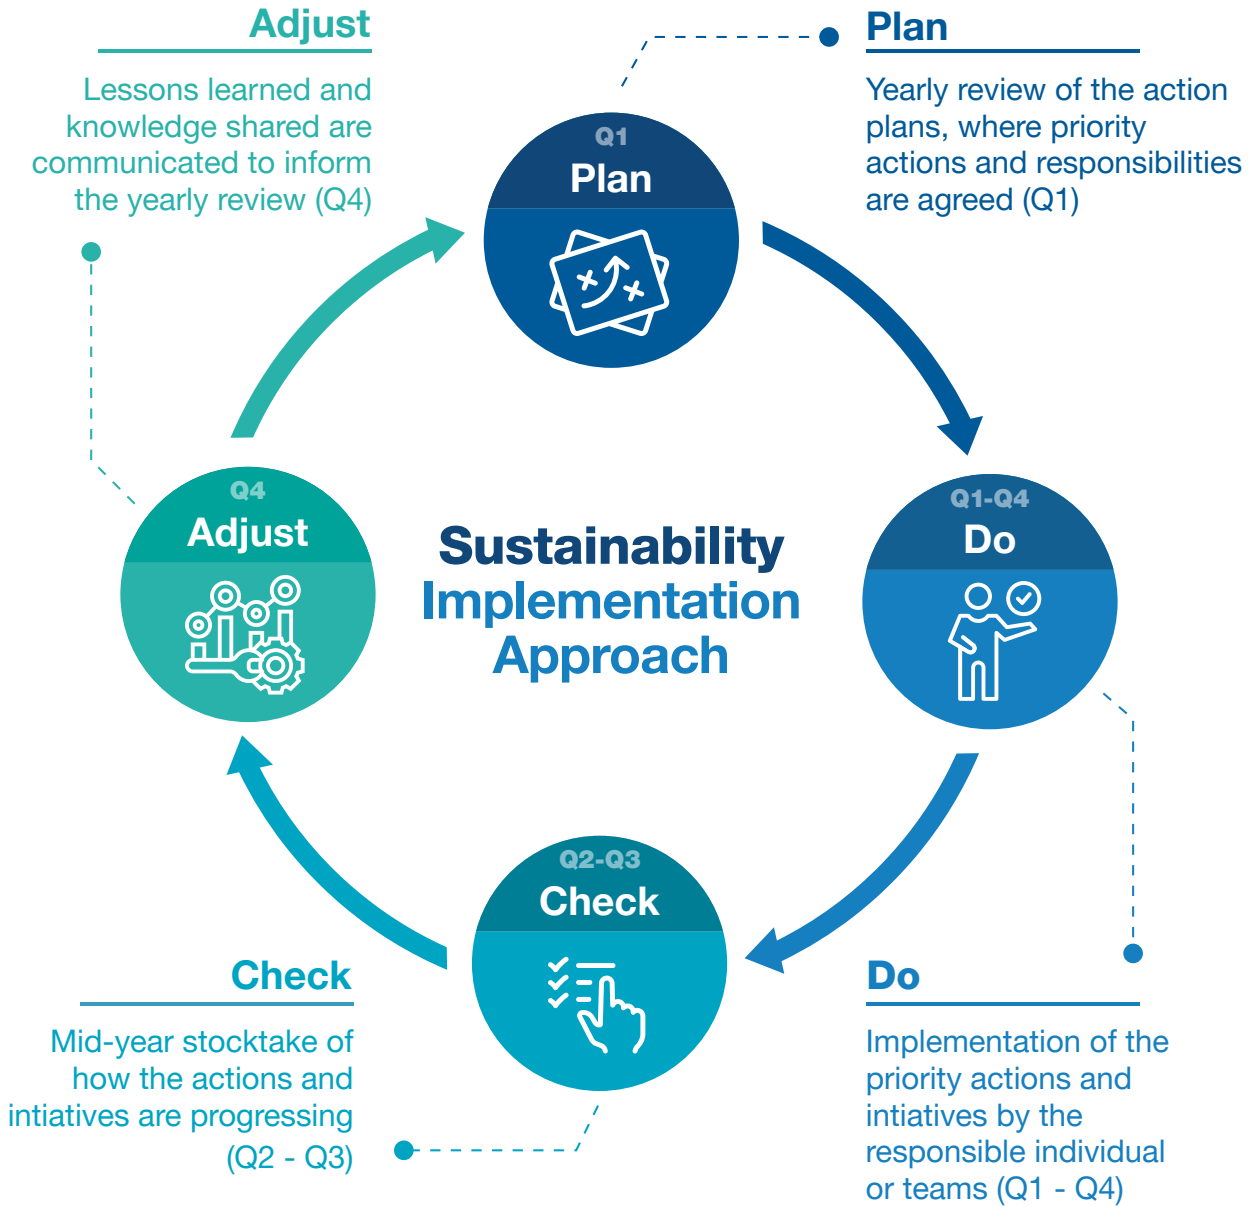 Adjust
Lessons learned and
knowledge shared are
communicated to inform
the yearly review (Q4)
Plan
Yearly review of the action
plans, where priority
actions and responsibilities
are agreed (Q1)
Q1
Plan
Q4
Adjust
Sustainability
Implementation
Approach
Q1-Q4
Do
Q2-Q3
Check
Check
Mid-year stocktake of
how the actions and
intiatives are progressing
(Q2 - Q3)
Do
Implementation of the
priority actions and
intiatives by the
responsible individual
or teams (Q1 - Q4)